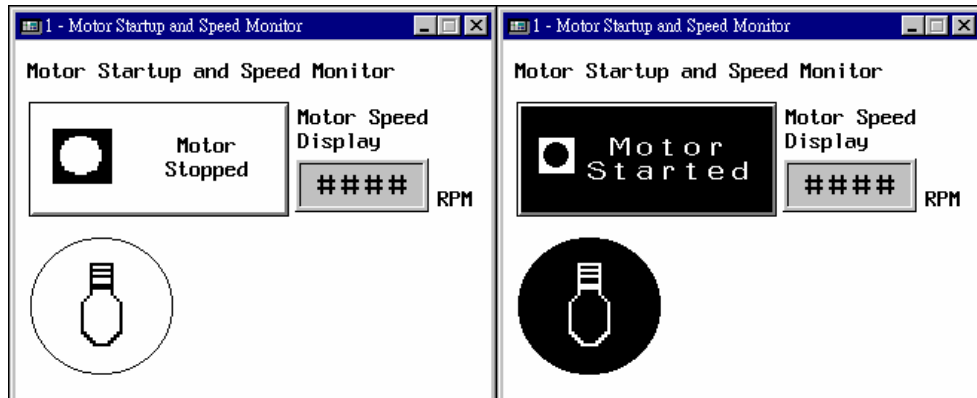 1 - Motor Startup and Speed Monitor
Motor Startup and Speed Monitor
Motor
Stopped
Motor Speed
Display
####
RPM
1 - Motor Startup and Speed Monitor
Motor Startup and Speed Monitor
Motor
Started
Motor Speed
Display
####
RPM